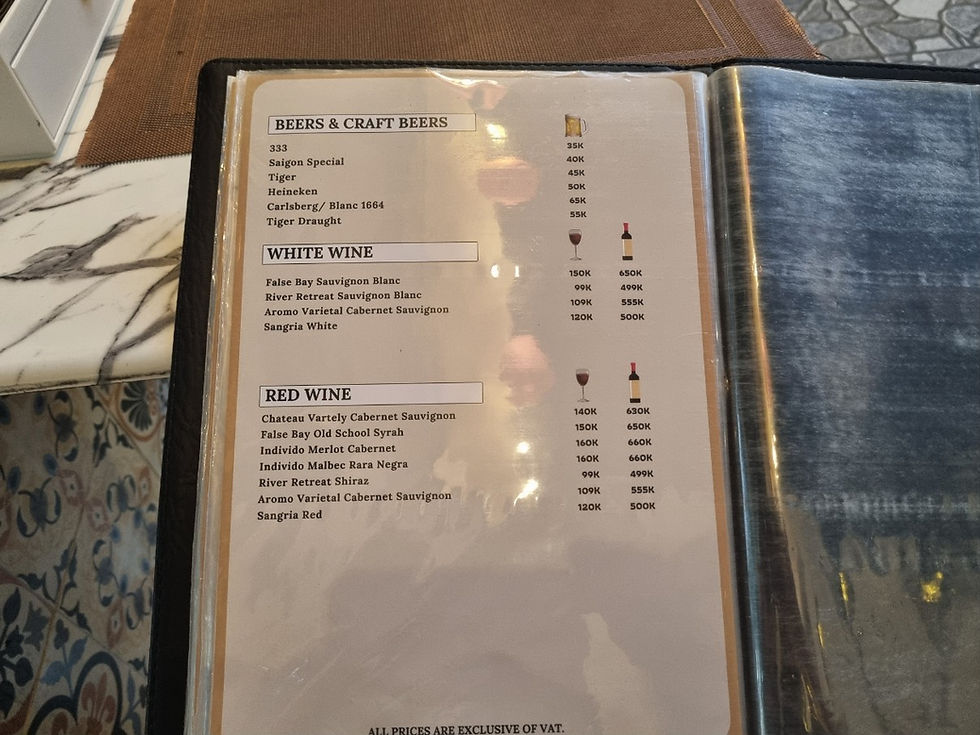 BEERS & CRAFT BEERS
333 35K
Saigon Special 40K
Tiger 45K
Heineken 50K
Carlsberg/ Blanc 1664 65K
Tiger Draught 55K
WHITE WINE
False Bay Sauvignon Blanc 150K 650K
River Retreat Sauvignon Blanc 99K 499K
Aromo Varietal Cabernet Sauvignon 109K 555K
Sangria White 120K 500K
RED WINE
Chateau Vartely Cabernet Sauvignon 140K 630K
False Bay Old School Syrah 150K 650K
Individo Merlot Cabernet 160K 660K
Individo Malbec Rara Negra 160K 660K
River Retreat Shiraz 99K 499K
Aromo Varietal Cabernet Sauvignon 109K 555K
Sangria Red 120K 500K
ALL PRICES ARE EXCLUSIVE OF VAT.